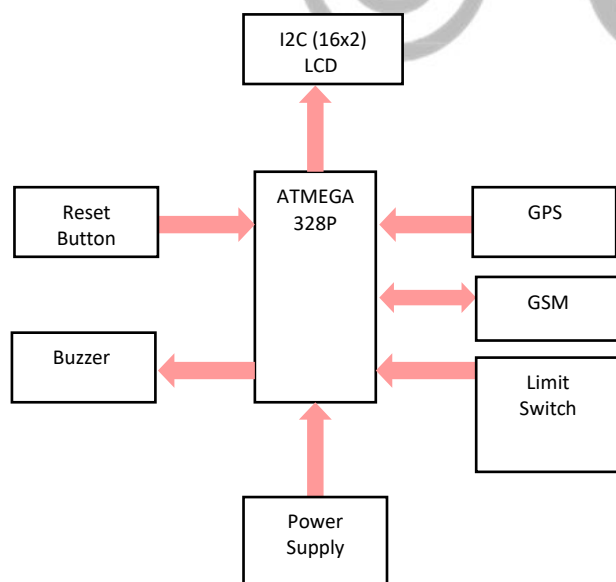 I2C (16x2)
LCD
ATMEGA
328P
Reset
Button
GPS
GSM
Buzzer
Limit
Switch
Power
Supply